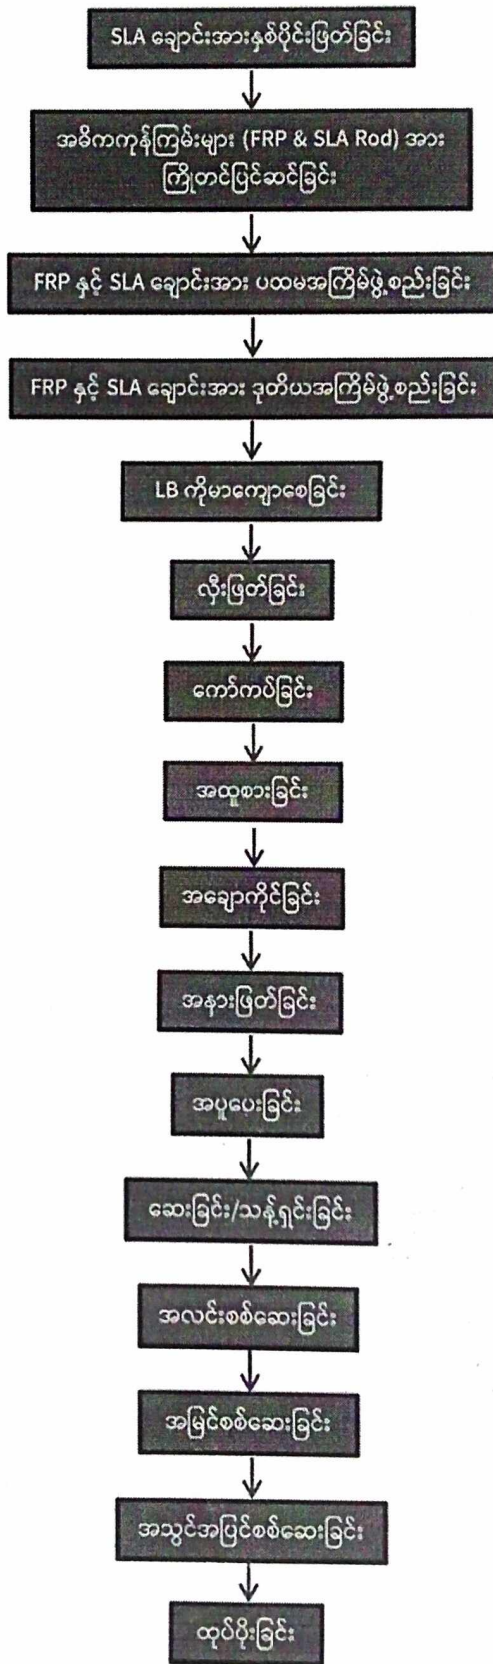 SLA ချောင်းအားနှစ်ပိုင်းဖြတ်ခြင်း
အဓိကကုန်ကြမ်းများ (FRP & SLA Rod) အား
ကြိုတင်ပြင်ဆင်ခြင်း
FRP နှင့် SLA ချောင်းအား ပထမအကြိမ်ဖွဲ့စည်းခြင်း
FRP နှင့် SLA ချောင်းအား ဒုတိယအကြိမ်ဖွဲ့စည်းခြင်း
LB ကိုမာကျောစေခြင်း
လှီးဖြတ်ခြင်း
ကော်ကပ်ခြင်း
အထူစားခြင်း
အချောကိုင်ခြင်း
အနားဖြတ်ခြင်း
အပူပေးခြင်း
ဆေးခြင်း/သန့်ရှင်းခြင်း
အလင်းစစ်ဆေးခြင်း
အမြင်စစ်ဆေးခြင်း
အသွင်အပြင်စစ်ဆေးခြင်း
ထုပ်ပိုးခြင်း